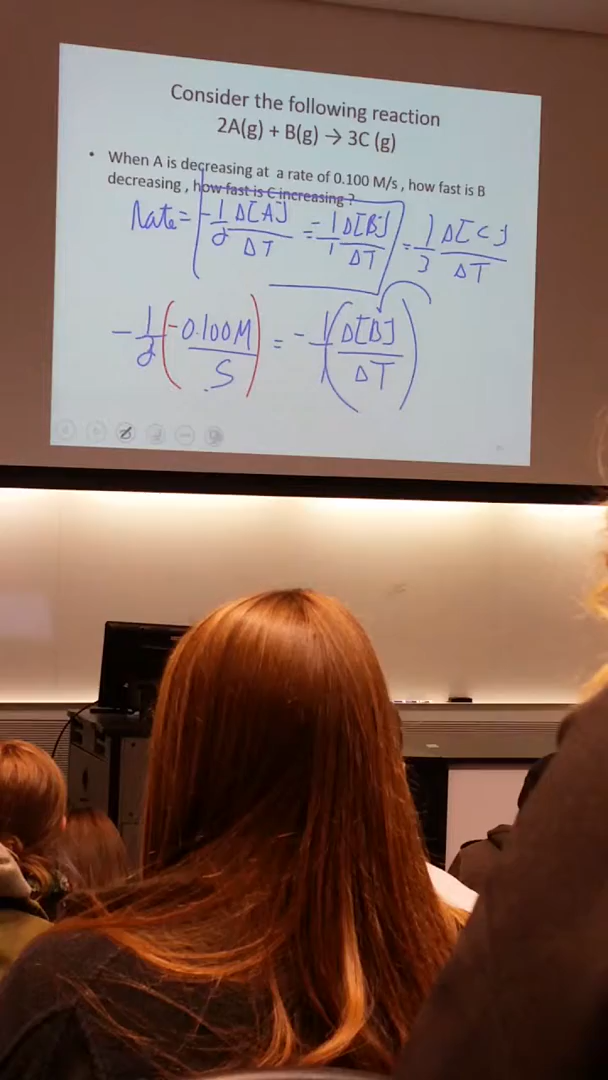 Consider the following reaction
2A(g) + B(g) → 3C (g)
• When A is decreasing at a rate of 0.100 M/s , how fast is B
decreasing , how fast is C increasing ?
Rate = -1/2 Δ[A]/ΔT = -1/1 Δ[B]/ΔT = 1/3 Δ[C]/ΔT
-1/2 (-0.100M/S) = -1/1 (Δ[B]/ΔT)